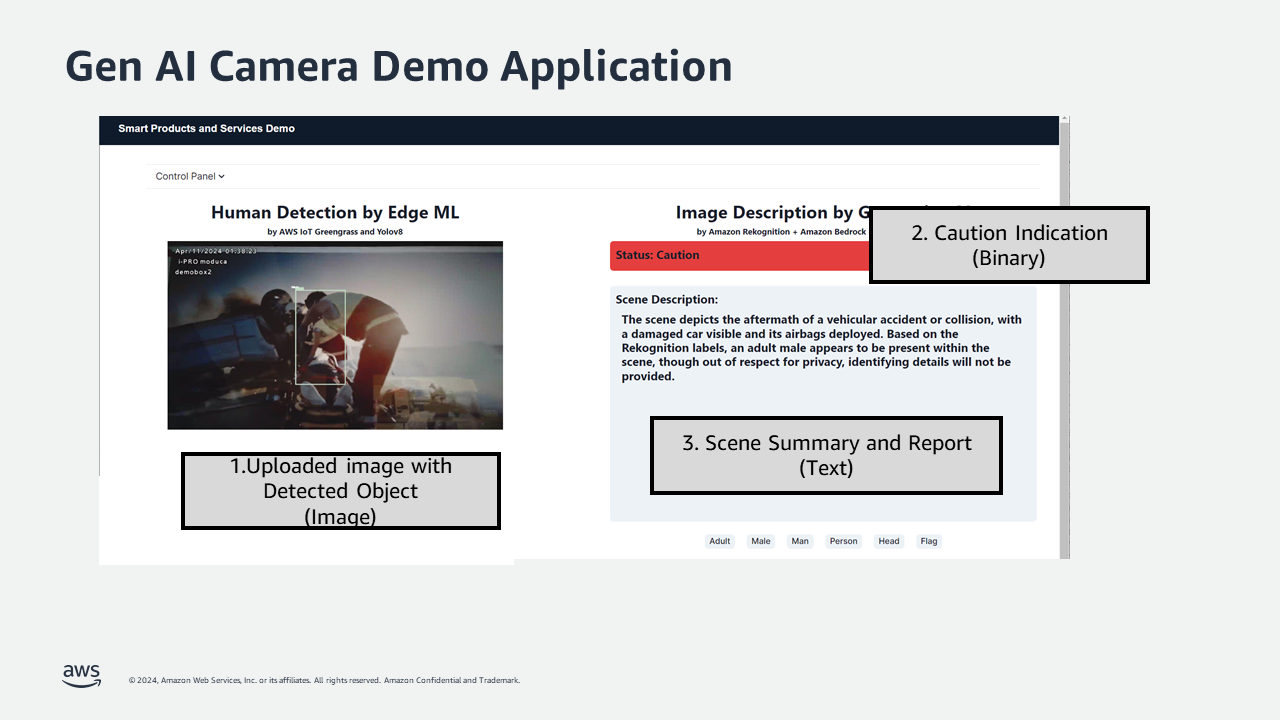 Gen AI Camera Demo Application
Smart Products and Services Demo
Control Panel
Human Detection by Edge ML
by AWS IoT Greengrass and Yolov8
Apr/11/2024 01:38:23
i-PRO moduca
demobox2
1.Uploaded image with
Detected Object
(Image)
Image Description by
by Amazon Rekognition + Amazon Bedrock
2. Caution Indication
(Binary)
Status: Caution
Scene Description:
The scene depicts the aftermath of a vehicular accident or collision, with
a damaged car visible and its airbags deployed. Based on the
Rekognition labels, an adult male appears to be present within the
scene, though out of respect for privacy, identifying details will not be
provided.
3. Scene Summary and Report
(Text)
Adult Male Man Person Head Flag
aws
© 2024, Amazon Web Services, Inc. or its affiliates. All rights reserved. Amazon Confidential and Trademark.